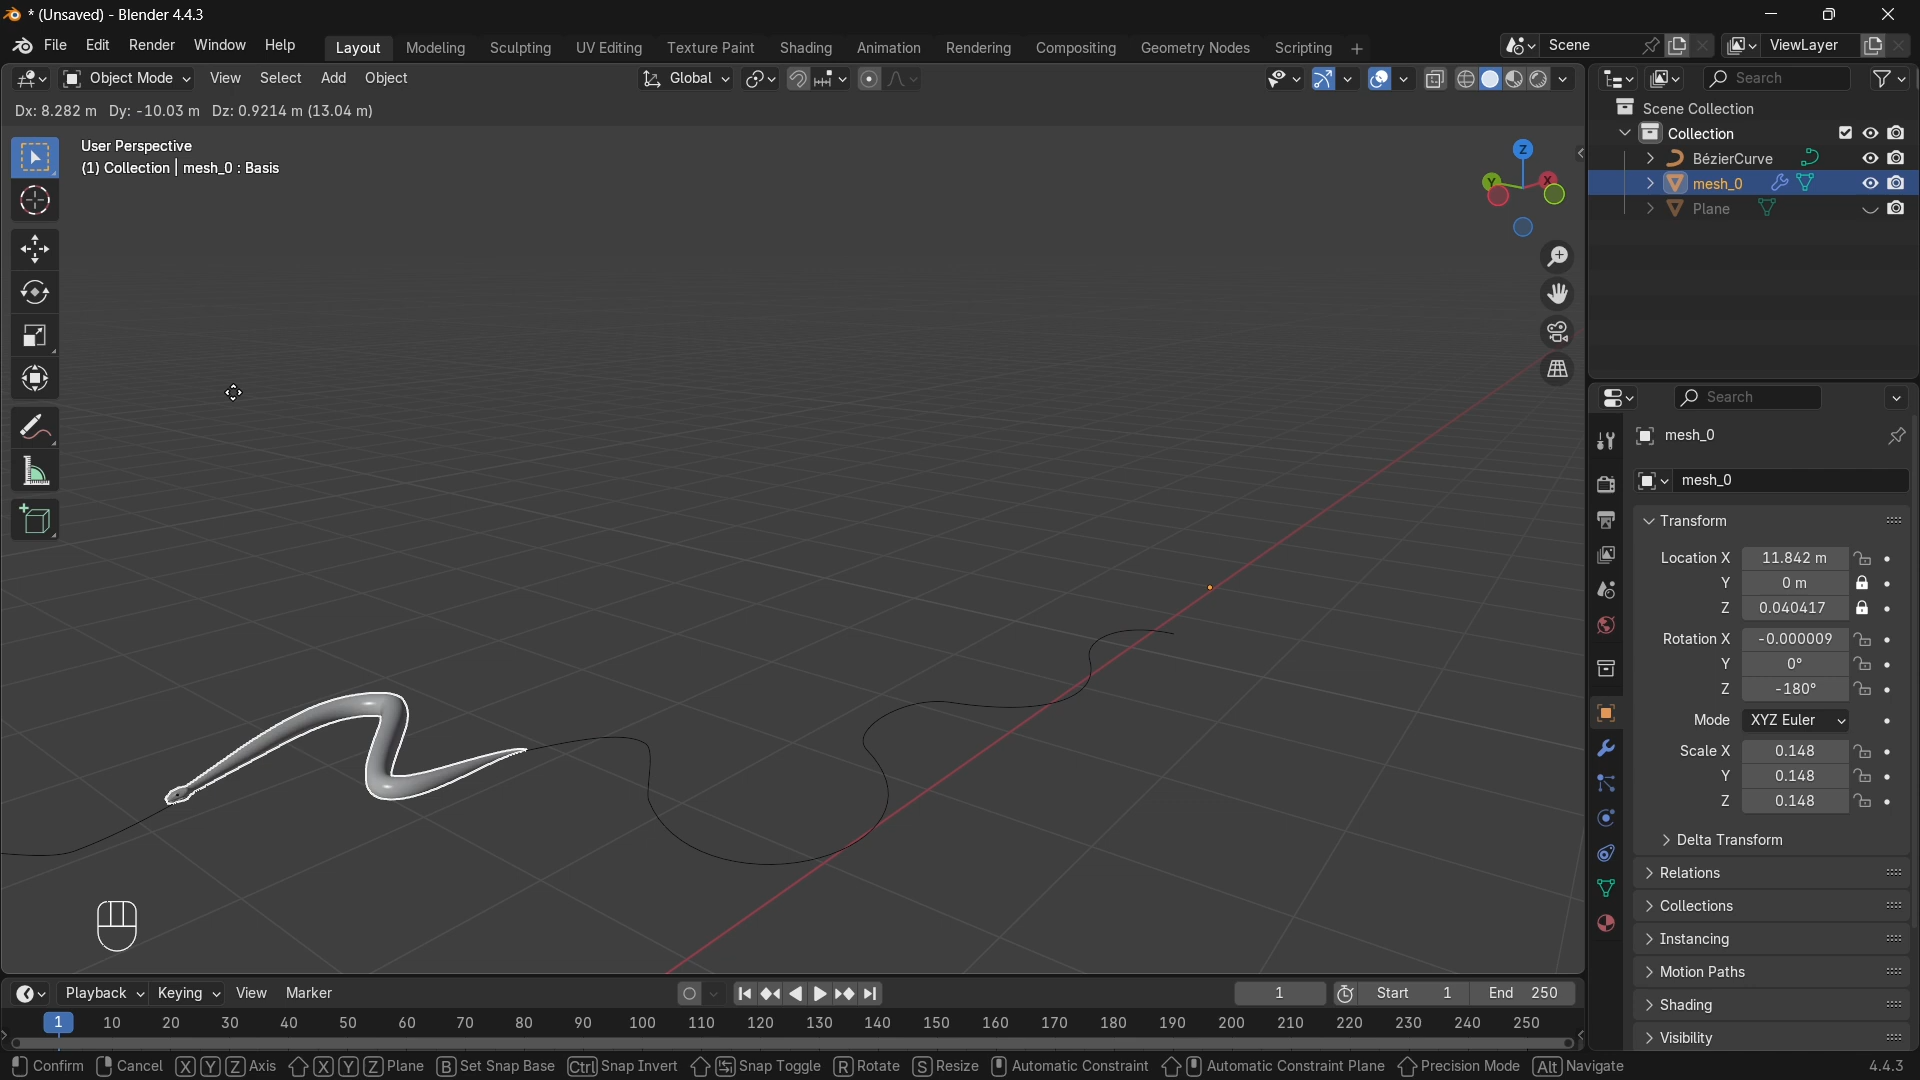 * (Unsaved) - Blender 4.4.3
File Edit Render Window Help
Layout Modeling Sculpting UV Editing Texture Paint Shading Animation Rendering Compositing Geometry Nodes Scripting +
Scene
ViewLayer
Object Mode View Select Add Object
Global
Search
Dx: 8.282 m Dy: -10.03 m Dz: 0.9214 m (13.04 m)
User Perspective
(1) Collection | mesh_0 : Basis
Z
Y
X
Scene Collection
Collection
BézierCurve
mesh_0
Plane
Search
mesh_0
mesh_0
Transform
Location X 11.842 m
Y 0 m
Z 0.040417
Rotation X -0.000009
Y 0°
Z -180°
Mode XYZ Euler
Scale X 0.148
Y 0.148
Z 0.148
Delta Transform
Relations
Collections
Instancing
Motion Paths
Shading
Visibility
Playback Keying View Marker
1
Start 1 End 250
1 10 20 30 40 50 60 70 80 90 100 110 120 130 140 150 160 170 180 190 200 210 220 230 240 250
Confirm Cancel X Y Z Axis X Y Z Plane B Set Snap Base Ctrl Snap Invert Snap Toggle R Rotate S Resize Automatic Constraint Automatic Constraint Plane Precision Mode Alt Navigate
4.4.3